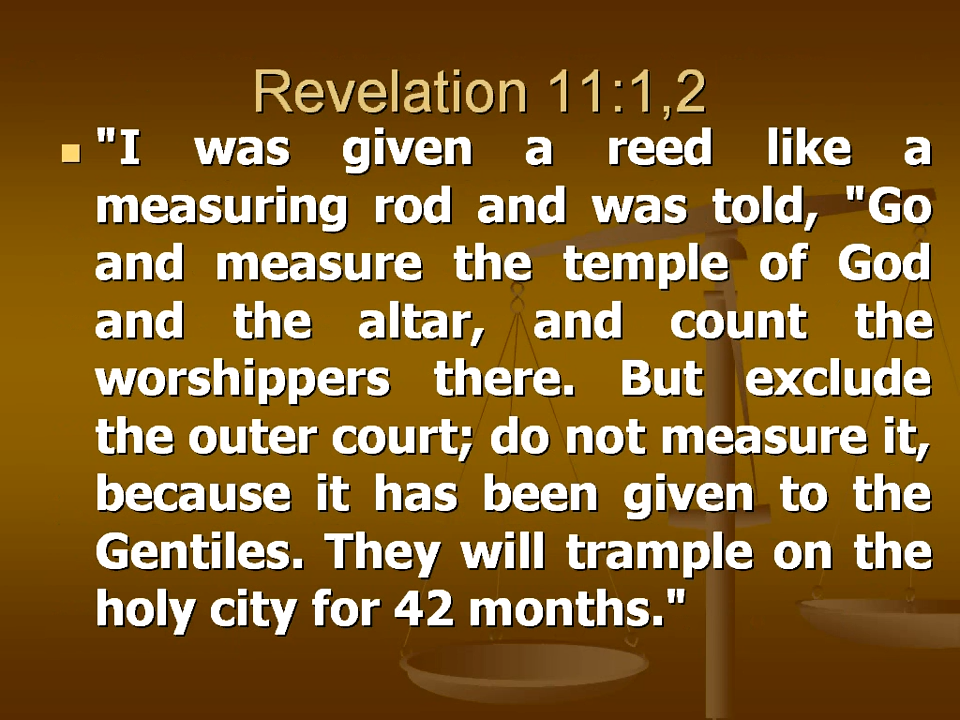 Revelation 11:1,2
"I was given a reed like a
measuring rod and was told, "Go
and measure the temple of God
and the altar, and count the
worshippers there. But exclude
the outer court; do not measure it,
because it has been given to the
Gentiles. They will trample on the
holy city for 42 months."